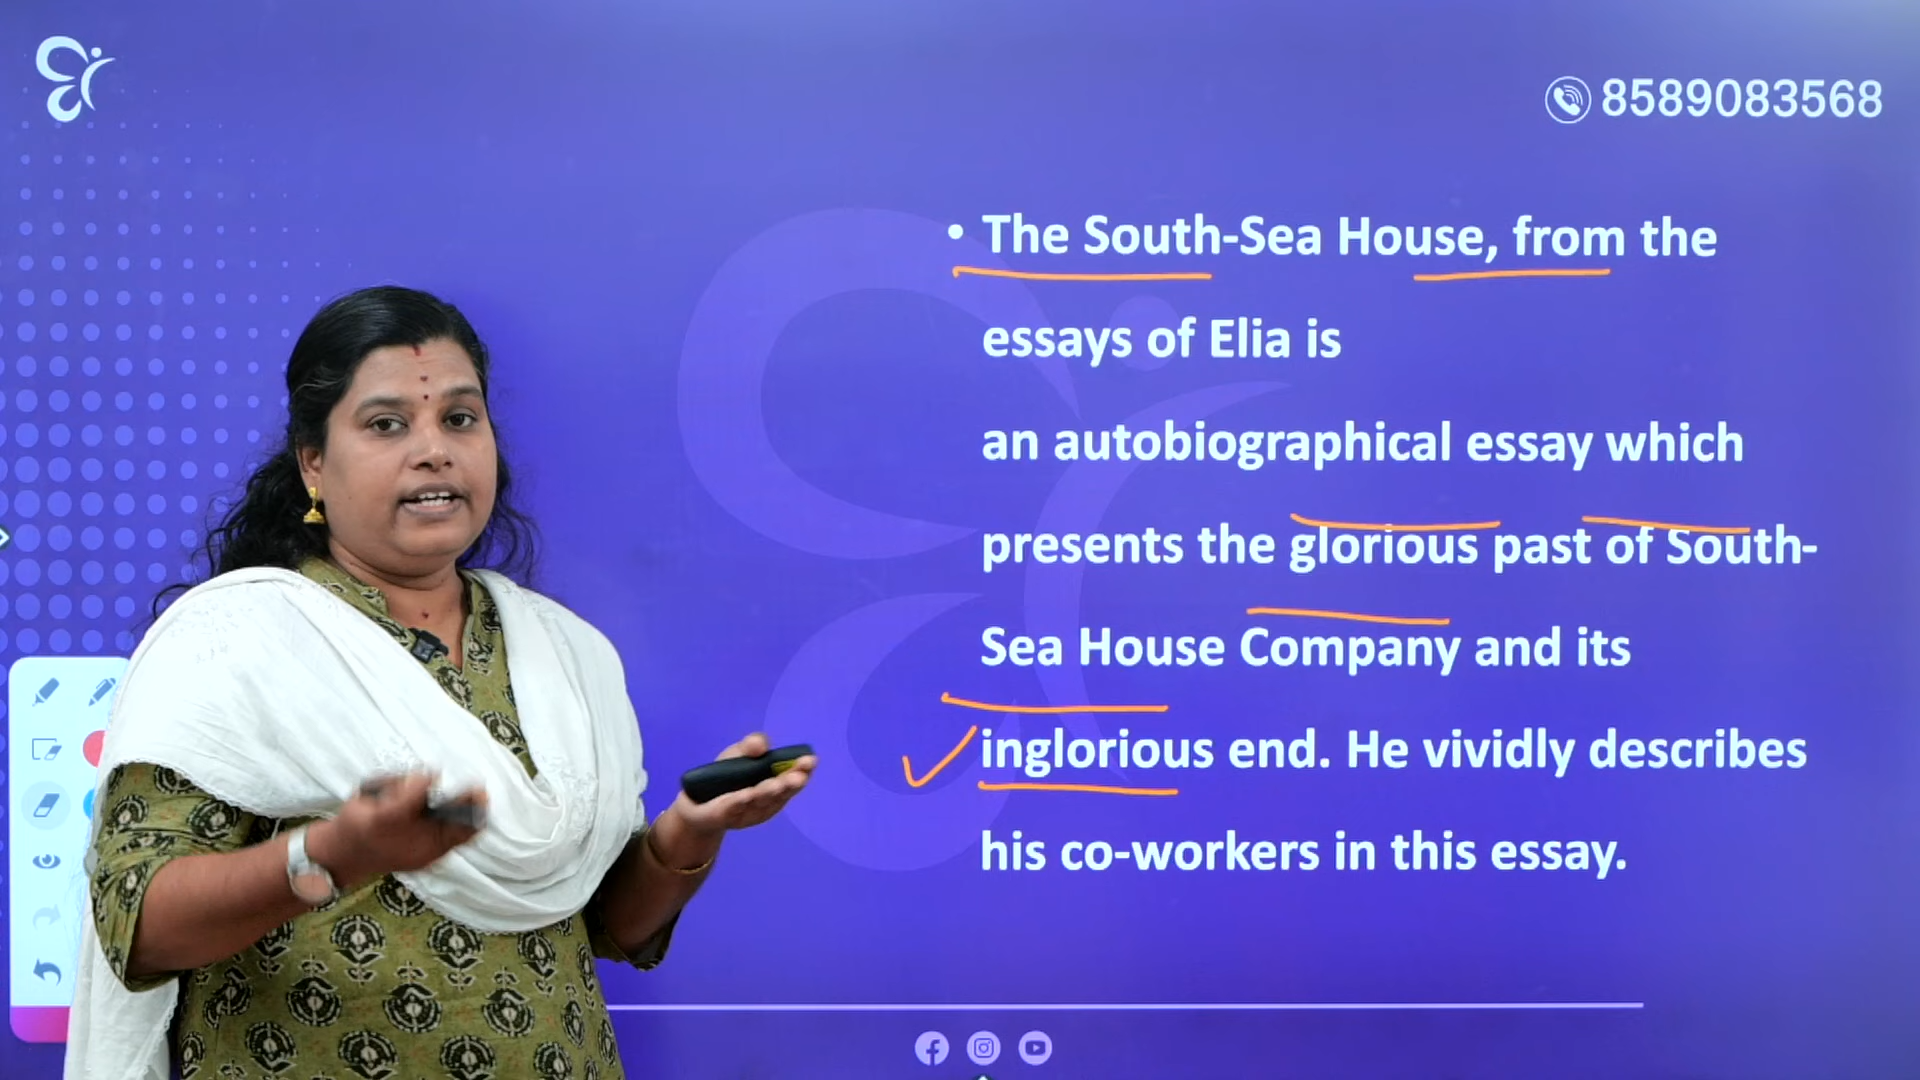 8589083568
• The South-Sea House, from the
essays of Elia is
an autobiographical essay which
presents the glorious past of South-
Sea House Company and its
inglorious end. He vividly describes
his co-workers in this essay.